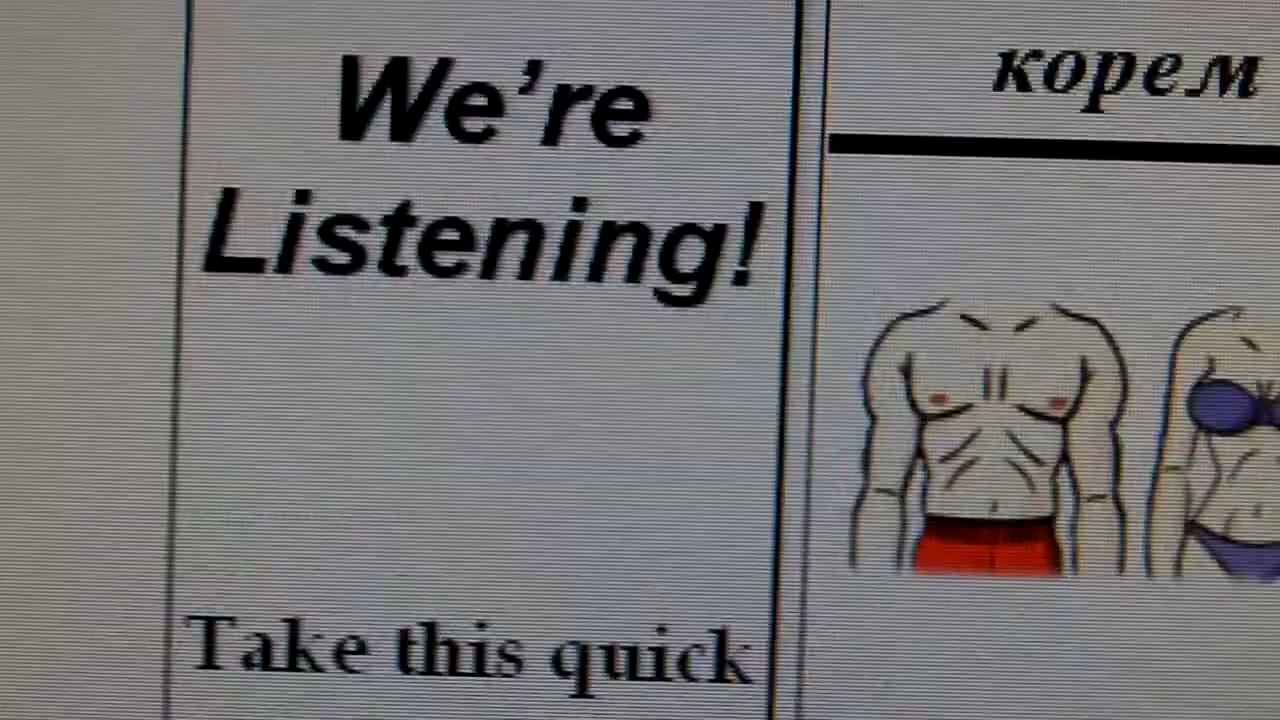 We're
Listening!
Take this quick
корем